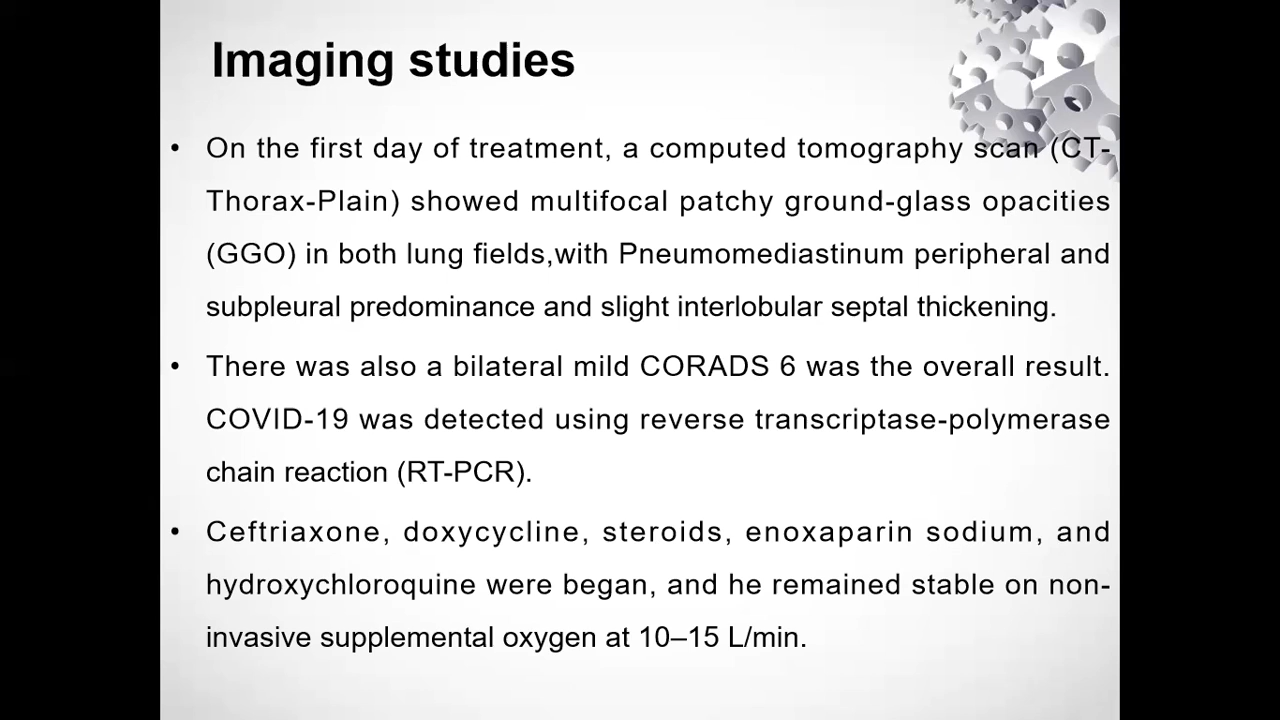 Imaging studies
• On the first day of treatment, a computed tomography scan (CT-
Thorax-Plain) showed multifocal patchy ground-glass opacities
(GGO) in both lung fields,with Pneumomediastinum peripheral and
subpleural predominance and slight interlobular septal thickening.
• There was also a bilateral mild CORADS 6 was the overall result.
COVID-19 was detected using reverse transcriptase-polymerase
chain reaction (RT-PCR).
• Ceftriaxone, doxycycline, steroids, enoxaparin sodium, and
hydroxychloroquine were began, and he remained stable on non-
invasive supplemental oxygen at 10–15 L/min.